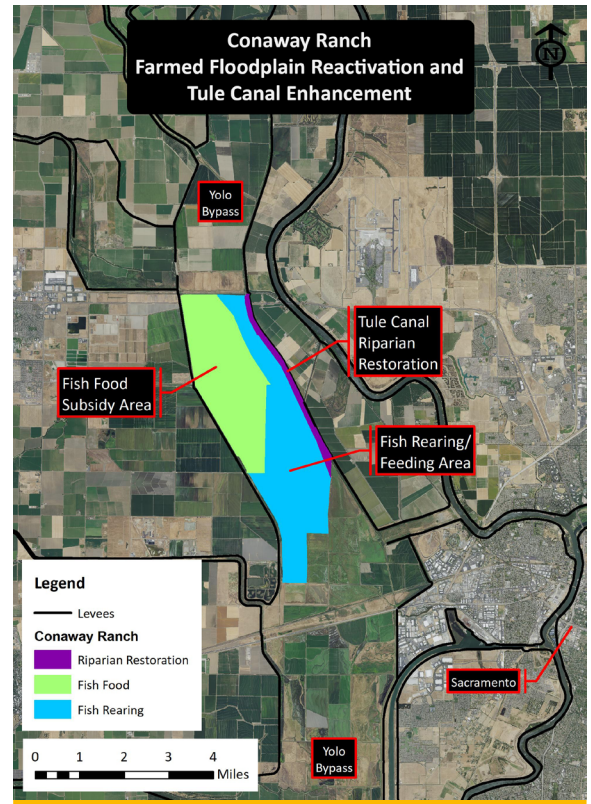 Conaway Ranch
Farmed Floodplain Reactivation and
Tule Canal Enhancement
N
Yolo
Bypass
Tule Canal
Riparian
Restoration
Fish Food
Subsidy Area
Fish Rearing/
Feeding Area
Legend
Levees
Conaway Ranch
Riparian Restoration
Fish Food
Fish Rearing
Sacramento
Yolo
Bypass
0 1 2 3 4
Miles